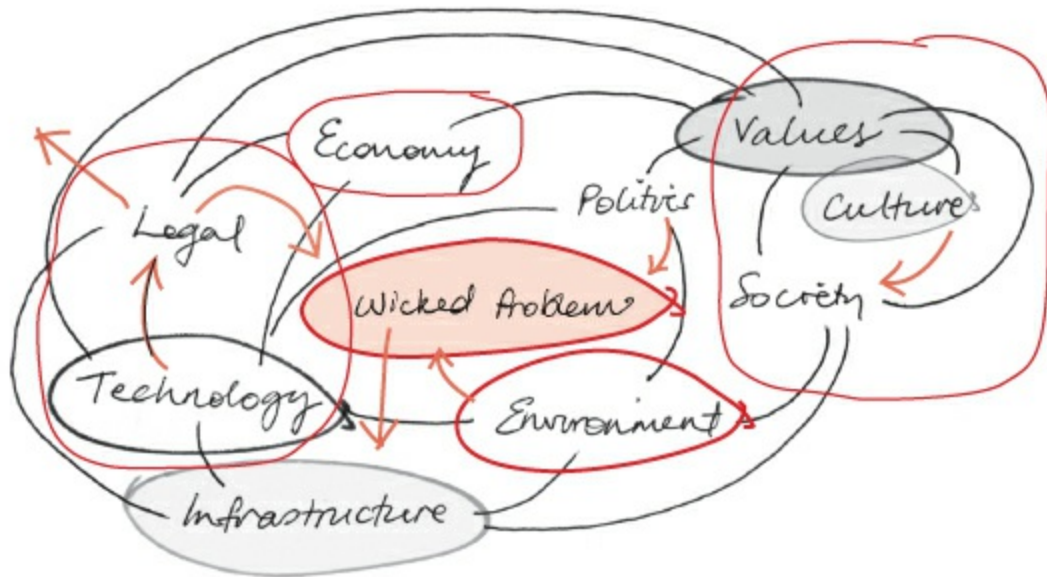 Economy
Values
Culture
Politics
Legal
Society
Wicked Problem
Technology
Environment
Infrastructure